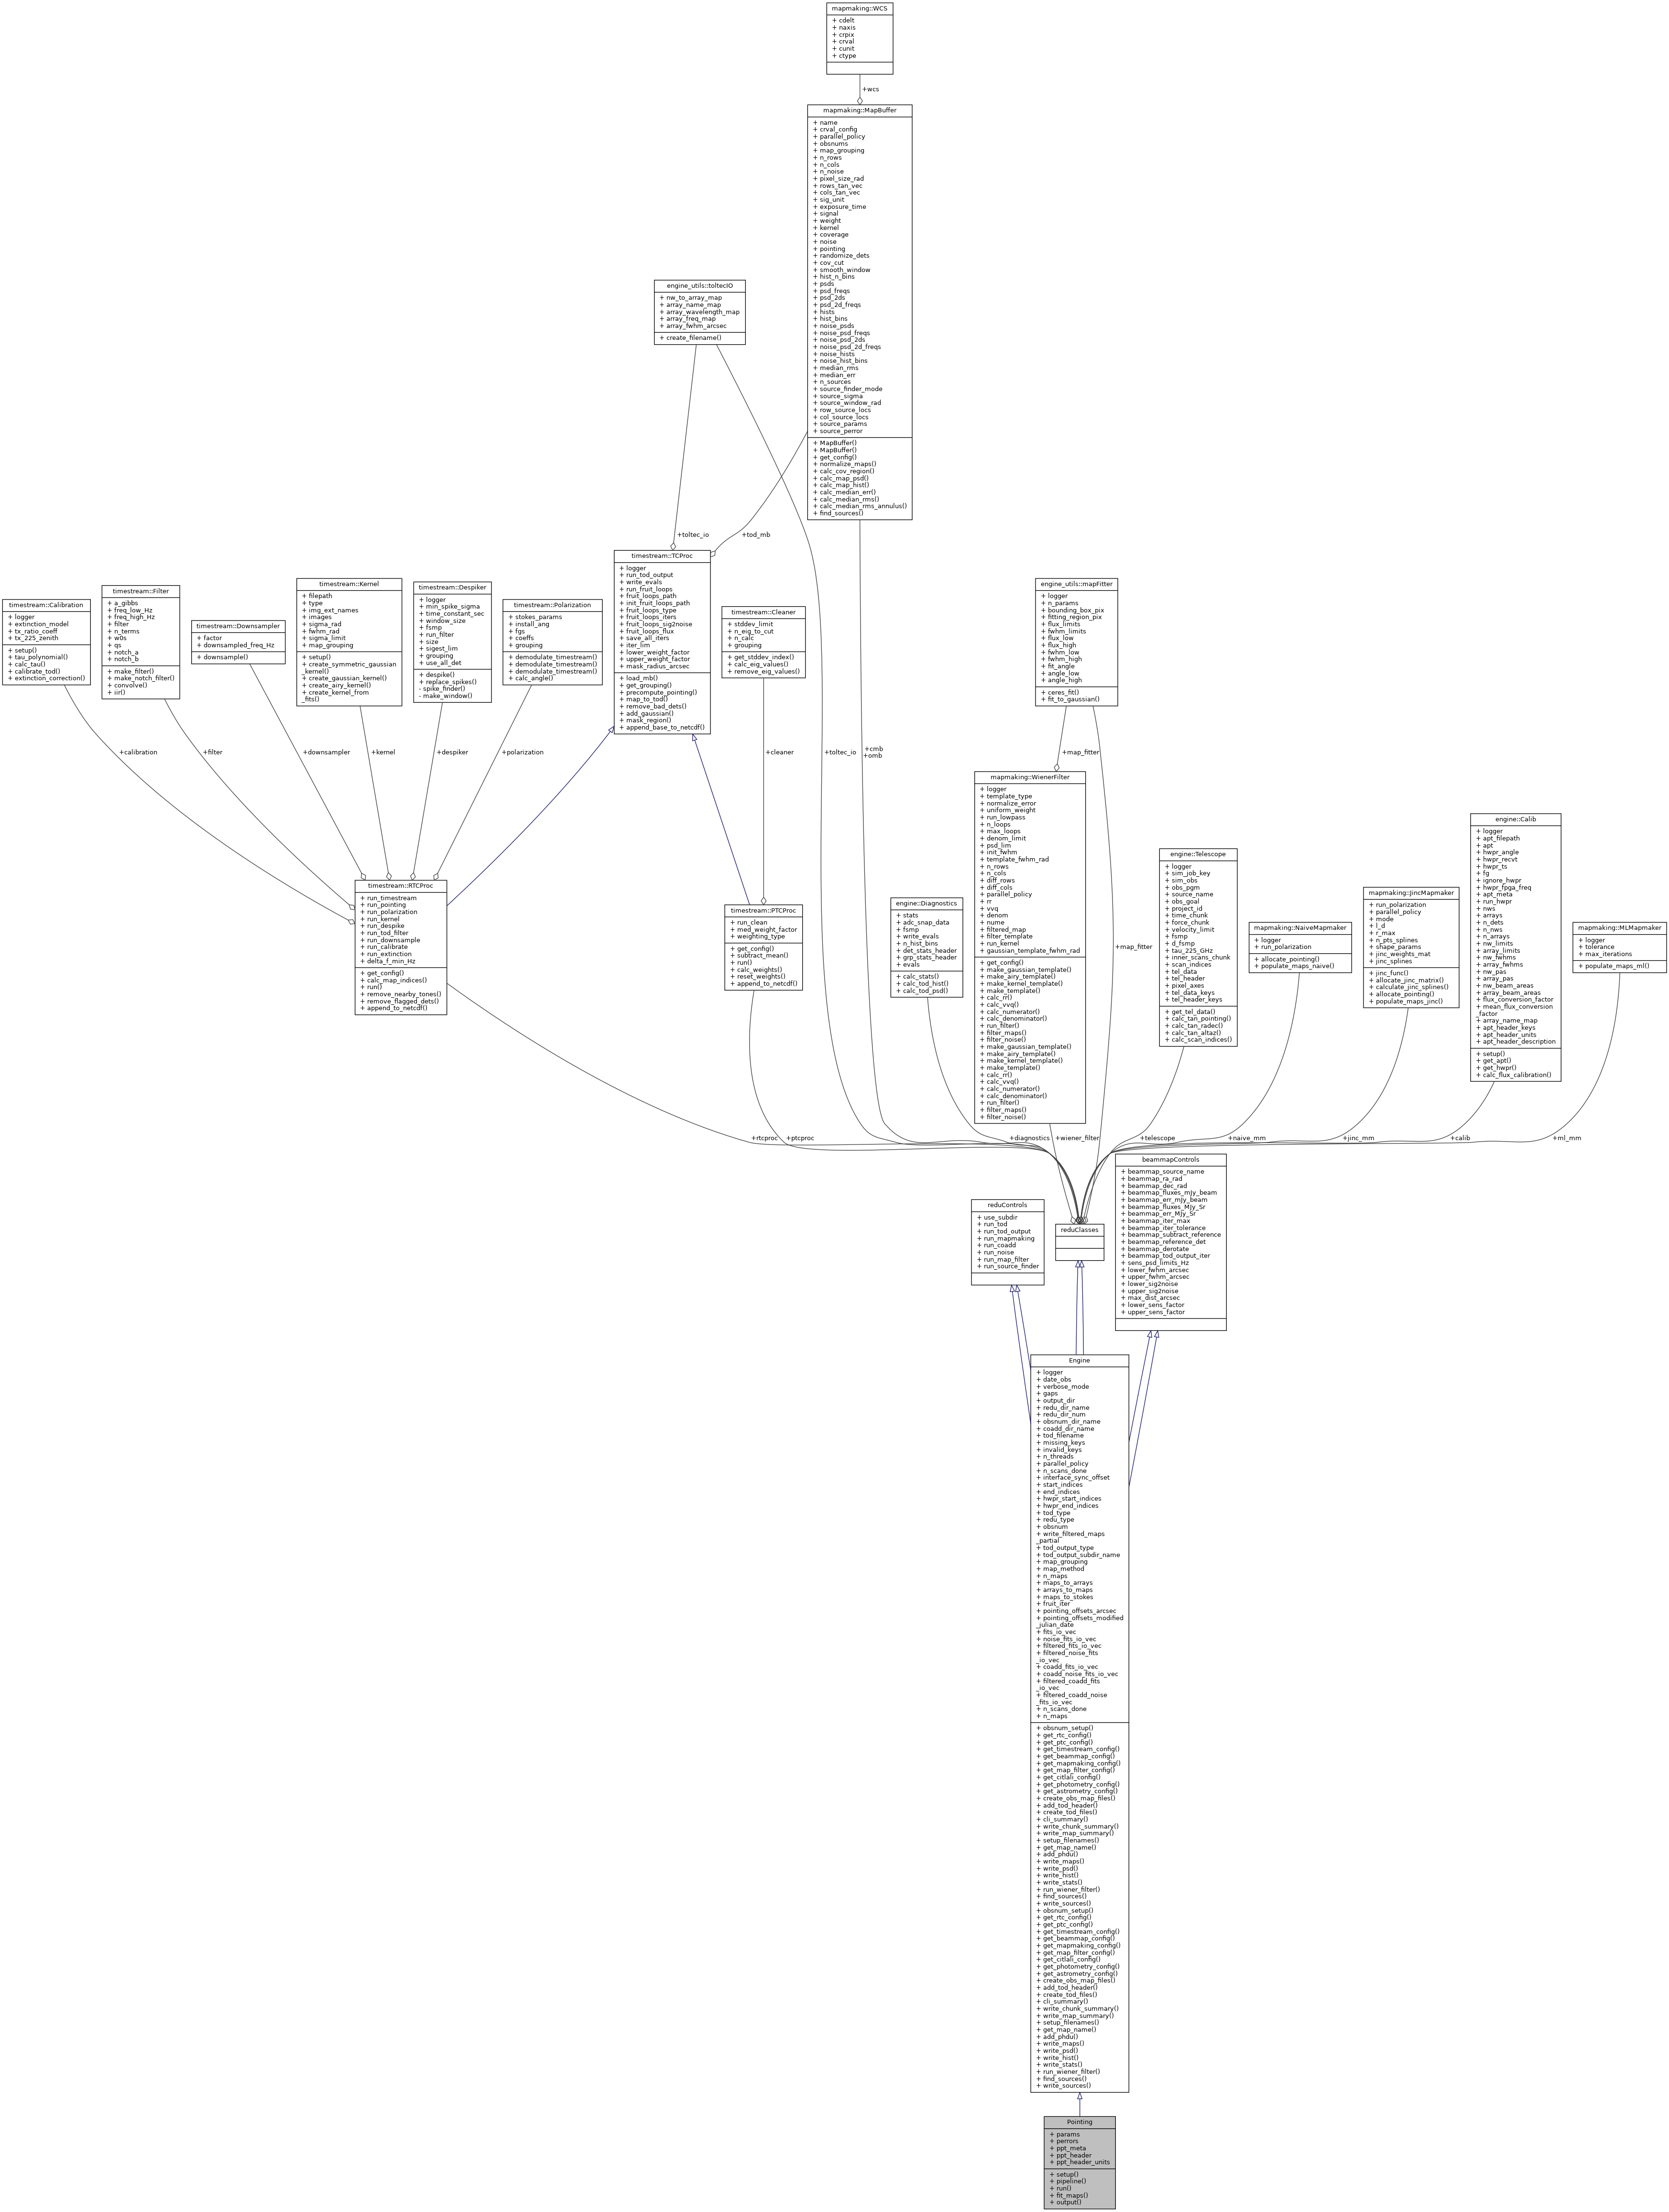 mapmaking::WCS
+ cdelt
+ naxis
+ crpix
+ crval
+ cunit
+ ctype
+wcs
mapmaking::MapBuffer
+ name
+ crval_config
+ parallel_policy
+ obsnums
+ map_grouping
+ n_rows
+ n_cols
+ n_noise
+ pixel_size_rad
+ rows_tan_vec
+ cols_tan_vec
+ sig_unit
+ exposure_time
+ signal
+ weight
+ kernel
+ coverage
+ noise
+ pointing
+ randomize_dets
+ cov_cut
+ smooth_window
+ hist_n_bins
+ psds
+ psd_freqs
+ psd_2ds
+ psd_2d_freqs
+ hists
+ hist_bins
+ noise_psds
+ noise_psd_freqs
+ noise_psd_2ds
+ noise_psd_2d_freqs
+ noise_hists
+ noise_hist_bins
+ median_rms
+ median_err
+ n_sources
+ source_finder_mode
+ source_sigma
+ source_window_rad
+ row_source_locs
+ col_source_locs
+ source_params
+ source_perror
+ MapBuffer()
+ MapBuffer()
+ get_config()
+ normalize_maps()
+ calc_cov_region()
+ calc_map_psd()
+ calc_map_hist()
+ calc_median_err()
+ calc_median_rms()
+ calc_median_rms_annulus()
+ find_sources()
engine_utils::toltecIO
+ nw_to_array_map
+ array_name_map
+ array_wavelength_map
+ array_freq_map
+ array_fwhm_arcsec
+ create_filename()
+toltec_io
+tod_mb
timestream::TCProc
+ logger
+ run_tod_output
+ write_evals
+ run_fruit_loops
+ fruit_loops_path
+ init_fruit_loops_path
+ fruit_loops_type
+ fruit_loops_iters
+ fruit_loops_sig2noise
+ fruit_loops_flux
+ save_all_iters
+ iter_lim
+ lower_weight_factor
+ upper_weight_factor
+ mask_radius_arcsec
+ load_mb()
+ get_grouping()
+ precompute_pointing()
+ map_to_tod()
+ remove_bad_dets()
+ add_gaussian()
+ mask_region()
+ append_base_to_netcdf()
timestream::Calibration
+ logger
+ extinction_model
+ tx_ratio_coeff
+ tx_225_zenith
+ setup()
+ tau_polynomial()
+ calc_tau()
+ calibrate_tod()
+ extinction_correction()
timestream::Filter
+ a_gibbs
+ freq_low_Hz
+ freq_high_Hz
+ filter
+ n_terms
+ w0s
+ qs
+ notch_a
+ notch_b
+ make_filter()
+ make_notch_filter()
+ convolve()
+ iir()
timestream::Downsampler
+ factor
+ downsampled_freq_Hz
+ downsample()
timestream::Kernel
+ filepath
+ type
+ img_ext_names
+ images
+ sigma_rad
+ fwhm_rad
+ sigma_limit
+ map_grouping
+ setup()
+ create_symmetric_gaussian
_kernel()
+ create_gaussian_kernel()
+ create_airy_kernel()
+ create_kernel_from
_fits()
timestream::Despiker
+ logger
+ min_spike_sigma
+ time_constant_sec
+ window_size
+ fsmp
+ run_filter
+ size
+ sigest_lim
+ grouping
+ use_all_det
+ despike()
+ replace_spikes()
- spike_finder()
- make_window()
timestream::Polarization
+ stokes_params
+ install_ang
+ fgs
+ coeffs
+ grouping
+ demodulate_timestream()
+ demodulate_timestream()
+ demodulate_timestream()
+ calc_angle()
timestream::Cleaner
+ stddev_limit
+ n_eig_to_cut
+ n_calc
+ grouping
+ get_stddev_index()
+ calc_eig_values()
+ remove_eig_values()
engine_utils::mapFitter
+ logger
+ n_params
+ bounding_box_pix
+ fitting_region_pix
+ flux_limits
+ fwhm_limits
+ flux_low
+ flux_high
+ fwhm_low
+ fwhm_high
+ fit_angle
+ angle_low
+ angle_high
+ ceres_fit()
+ fit_to_gaussian()
+calibration
+filter
+downsampler
+kernel
+despiker
+polarization
+cleaner
+toltec_io
+cmb
+omb
+map_fitter
mapmaking::WienerFilter
+ logger
+ template_type
+ normalize_error
+ uniform_weight
+ run_lowpass
+ n_loops
+ max_loops
+ denom_limit
+ psd_lim
+ init_fwhm
+ template_fwhm_rad
+ n_rows
+ n_cols
+ diff_rows
+ diff_cols
+ parallel_policy
+ rr
+ vvq
+ denom
+ nume
+ filtered_map
+ filter_template
+ run_kernel
+ gaussian_template_fwhm_rad
+ get_config()
+ make_gaussian_template()
+ make_airy_template()
+ make_kernel_template()
+ make_template()
+ calc_rr()
+ calc_vvq()
+ calc_numerator()
+ calc_denominator()
+ run_filter()
+ filter_maps()
+ filter_noise()
+ make_gaussian_template()
+ make_airy_template()
+ make_kernel_template()
+ make_template()
+ calc_rr()
+ calc_vvq()
+ calc_numerator()
+ calc_denominator()
+ run_filter()
+ filter_maps()
+ filter_noise()
+map_fitter
timestream::RTCProc
+ run_timestream
+ run_pointing
+ run_polarization
+ run_kernel
+ run_despike
+ run_tod_filter
+ run_downsample
+ run_calibrate
+ run_extinction
+ delta_f_min_Hz
+ get_config()
+ calc_map_indices()
+ run()
+ remove_nearby_tones()
+ remove_flagged_dets()
+ append_to_netcdf()
timestream::PTCProc
+ run_clean
+ med_weight_factor
+ weighting_type
+ get_config()
+ subtract_mean()
+ run()
+ calc_weights()
+ reset_weights()
+ append_to_netcdf()
engine::Diagnostics
+ stats
+ adc_snap_data
+ fsmp
+ write_evals
+ n_hist_bins
+ det_stats_header
+ grp_stats_header
+ evals
+ calc_stats()
+ calc_tod_hist()
+ calc_tod_psd()
engine::Telescope
+ logger
+ sim_job_key
+ sim_obs
+ obs_pgm
+ source_name
+ obs_goal
+ project_id
+ time_chunk
+ force_chunk
+ velocity_limit
+ fsmp
+ d_fsmp
+ tau_225_GHz
+ inner_scans_chunk
+ scan_indices
+ tel_data
+ tel_header
+ pixel_axes
+ tel_data_keys
+ tel_header_keys
+ get_tel_data()
+ calc_tan_pointing()
+ calc_tan_radec()
+ calc_tan_altaz()
+ calc_scan_indices()
mapmaking::NaiveMapmaker
+ logger
+ run_polarization
+ allocate_pointing()
+ populate_maps_naive()
mapmaking::JincMapmaker
+ run_polarization
+ parallel_policy
+ mode
+ l_d
+ r_max
+ n_pts_splines
+ shape_params
+ jinc_weights_mat
+ jinc_splines
+ jinc_func()
+ allocate_jinc_matrix()
+ calculate_jinc_splines()
+ allocate_pointing()
+ populate_maps_jinc()
engine::Calib
+ logger
+ apt_filepath
+ apt
+ hwpr_angle
+ hwpr_recvt
+ hwpr_ts
+ fg
+ ignore_hwpr
+ hwpr_fpga_freq
+ apt_meta
+ run_hwpr
+ nws
+ arrays
+ n_dets
+ n_nws
+ n_arrays
+ nw_limits
+ array_limits
+ nw_fwhms
+ array_fwhms
+ nw_pas
+ array_pas
+ nw_beam_areas
+ array_beam_areas
+ flux_conversion_factor
+ mean_flux_conversion
_factor
+ array_name_map
+ apt_header_keys
+ apt_header_units
+ apt_header_description
+ setup()
+ get_apt()
+ get_hwpr()
+ calc_flux_calibration()
mapmaking::MLMapmaker
+ logger
+ tolerance
+ max_iterations
+ populate_maps_ml()
+rtcproc
+ptcproc
+diagnostics
+wiener_filter
+telescope
+naive_mm
+jinc_mm
+calib
+ml_mm
reduControls
+ use_subdir
+ run_tod
+ run_tod_output
+ run_mapmaking
+ run_coadd
+ run_noise
+ run_map_filter
+ run_source_finder
reduClasses
beammapControls
+ beammap_source_name
+ beammap_ra_rad
+ beammap_dec_rad
+ beammap_fluxes_mJy_beam
+ beammap_err_mJy_beam
+ beammap_fluxes_MJy_Sr
+ beammap_err_MJy_Sr
+ beammap_iter_max
+ beammap_iter_tolerance
+ beammap_subtract_reference
+ beammap_reference_det
+ beammap_derotate
+ beammap_tod_output_iter
+ sens_psd_limits_Hz
+ lower_fwhm_arcsec
+ upper_fwhm_arcsec
+ lower_sig2noise
+ upper_sig2noise
+ max_dist_arcsec
+ lower_sens_factor
+ upper_sens_factor
Engine
+ logger
+ date_obs
+ verbose_mode
+ gaps
+ output_dir
+ redu_dir_name
+ redu_dir_num
+ obsnum_dir_name
+ coadd_dir_name
+ tod_filename
+ missing_keys
+ invalid_keys
+ n_threads
+ parallel_policy
+ n_scans_done
+ interface_sync_offset
+ start_indices
+ end_indices
+ hwpr_start_indices
+ hwpr_end_indices
+ tod_type
+ redu_type
+ obsnum
+ write_filtered_maps
_partial
+ tod_output_type
+ tod_output_subdir_name
+ map_grouping
+ map_method
+ n_maps
+ maps_to_arrays
+ arrays_to_maps
+ maps_to_stokes
+ fruit_iter
+ pointing_offsets_arcsec
+ pointing_offsets_modified
_julian_date
+ fits_io_vec
+ noise_fits_io_vec
+ filtered_fits_io_vec
+ filtered_noise_fits
_io_vec
+ coadd_fits_io_vec
+ coadd_noise_fits_io_vec
+ filtered_coadd_fits
_io_vec
+ filtered_coadd_noise
_fits_io_vec
+ n_scans_done
+ n_maps
+ obsnum_setup()
+ get_rtc_config()
+ get_ptc_config()
+ get_timestream_config()
+ get_beammap_config()
+ get_mapmaking_config()
+ get_map_filter_config()
+ get_citlali_config()
+ get_photometry_config()
+ get_astrometry_config()
+ create_obs_map_files()
+ add_tod_header()
+ create_tod_files()
+ cli_summary()
+ write_chunk_summary()
+ write_map_summary()
+ setup_filenames()
+ get_map_name()
+ add_phdu()
+ write_maps()
+ write_psd()
+ write_hist()
+ write_stats()
+ run_wiener_filter()
+ find_sources()
+ write_sources()
+ obsnum_setup()
+ get_rtc_config()
+ get_ptc_config()
+ get_timestream_config()
+ get_beammap_config()
+ get_mapmaking_config()
+ get_map_filter_config()
+ get_citlali_config()
+ get_photometry_config()
+ get_astrometry_config()
+ create_obs_map_files()
+ add_tod_header()
+ create_tod_files()
+ cli_summary()
+ write_chunk_summary()
+ write_map_summary()
+ setup_filenames()
+ get_map_name()
+ add_phdu()
+ write_maps()
+ write_psd()
+ write_hist()
+ write_stats()
+ run_wiener_filter()
+ find_sources()
+ write_sources()
Pointing
+ params
+ perrors
+ ppt_meta
+ ppt_header
+ ppt_header_units
+ setup()
+ pipeline()
+ run()
+ fit_maps()
+ output()